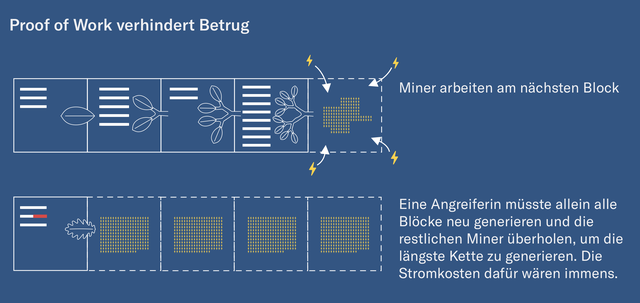 Proof of Work verhindert Betrug
Miner arbeiten am nächsten Block
Eine Angreiferin müsste allein alle
Blöcke neu generieren und die
restlichen Miner überholen, um die
längste Kette zu generieren. Die
Stromkosten dafür wären immens.